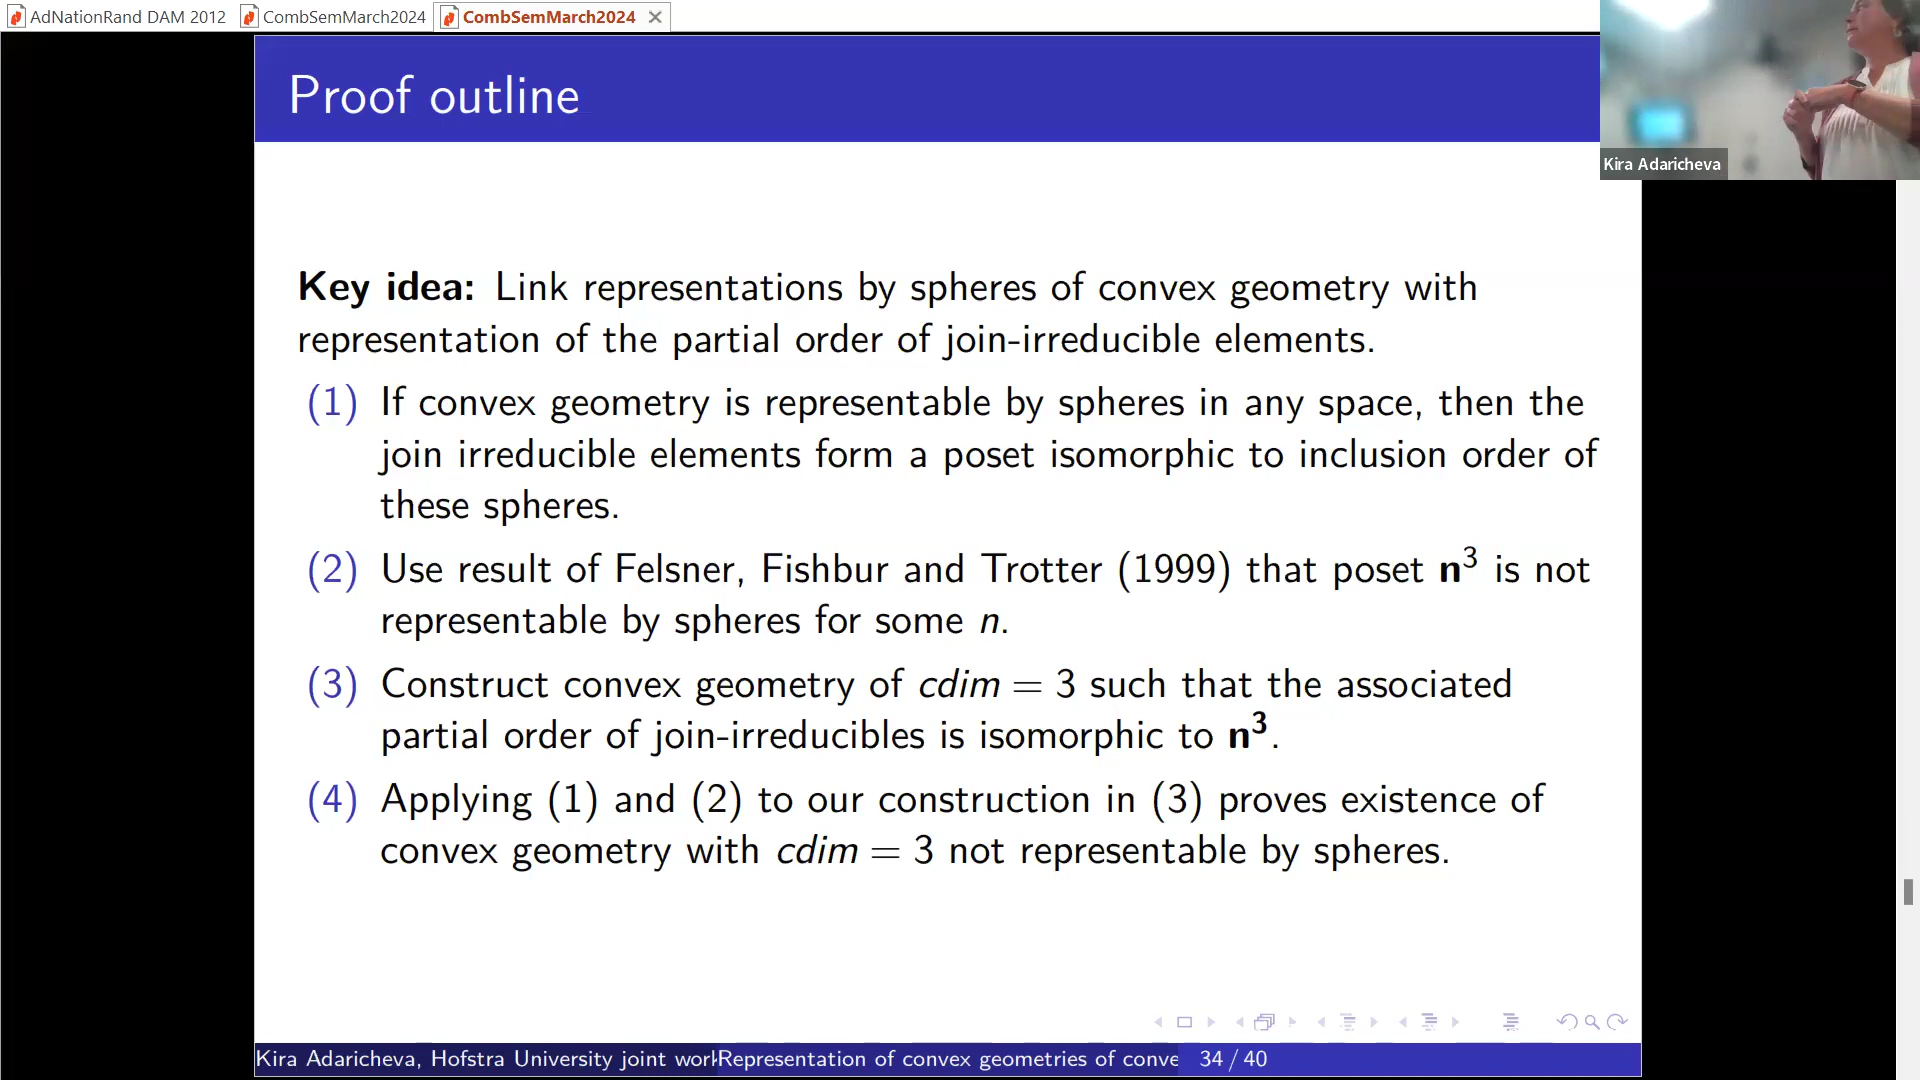 AdNationRand DAM 2012 CombSemMarch2024 CombSemMarch2024
Proof outline
Kira Adaricheva
Key idea: Link representations by spheres of convex geometry with
representation of the partial order of join-irreducible elements.
(1) If convex geometry is representable by spheres in any space, then the
join irreducible elements form a poset isomorphic to inclusion order of
these spheres.
(2) Use result of Felsner, Fishbur and Trotter (1999) that poset n³ is not
representable by spheres for some n.
(3) Construct convex geometry of cdim = 3 such that the associated
partial order of join-irreducibles is isomorphic to n³.
(4) Applying (1) and (2) to our construction in (3) proves existence of
convex geometry with cdim = 3 not representable by spheres.
Kira Adaricheva, Hofstra University joint work Representation of convex geometries of conve 34 / 40